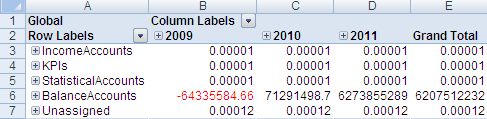 A B C D E
1 Global Column Labels
2 Row Labels 2009 2010 2011 Grand Total
3 IncomeAccounts 0.00001 0.00001 0.00001 0.00001
4 KPIs 0.00001 0.00001 0.00001 0.00001
5 StatisticalAccounts 0.00001 0.00001 0.00001 0.00001
6 BalanceAccounts -64335584.66 71291498.7 6273855289 6207512232
7 Unassigned 0.00012 0.00012 0.00012 0.00012